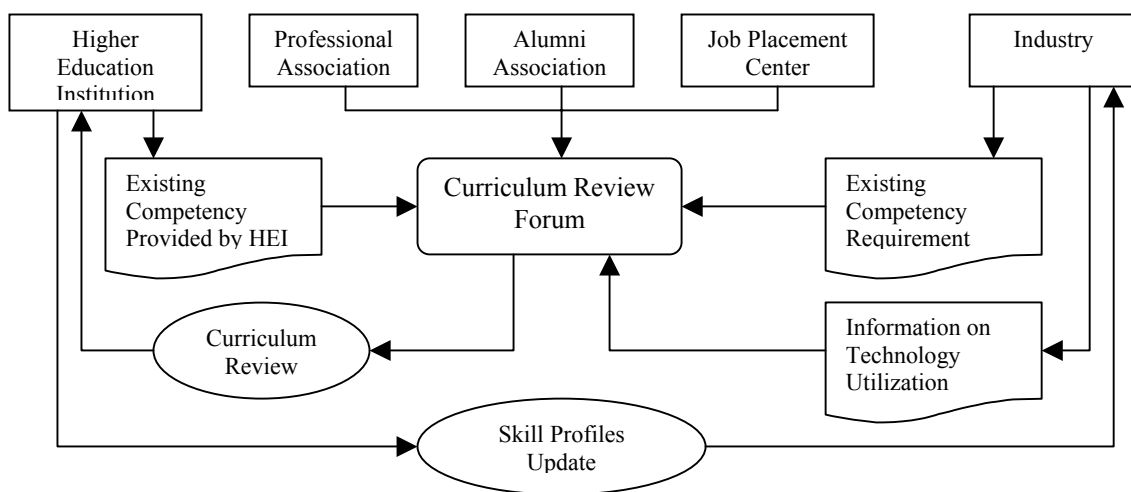 Higher
Education
Institution
Professional
Association
Alumni
Association
Job Placement
Center
Industry
Existing
Competency
Provided by HEI
Curriculum Review
Forum
Existing
Competency
Requirement
Curriculum
Review
Information on
Technology
Utilization
Skill Profiles
Update